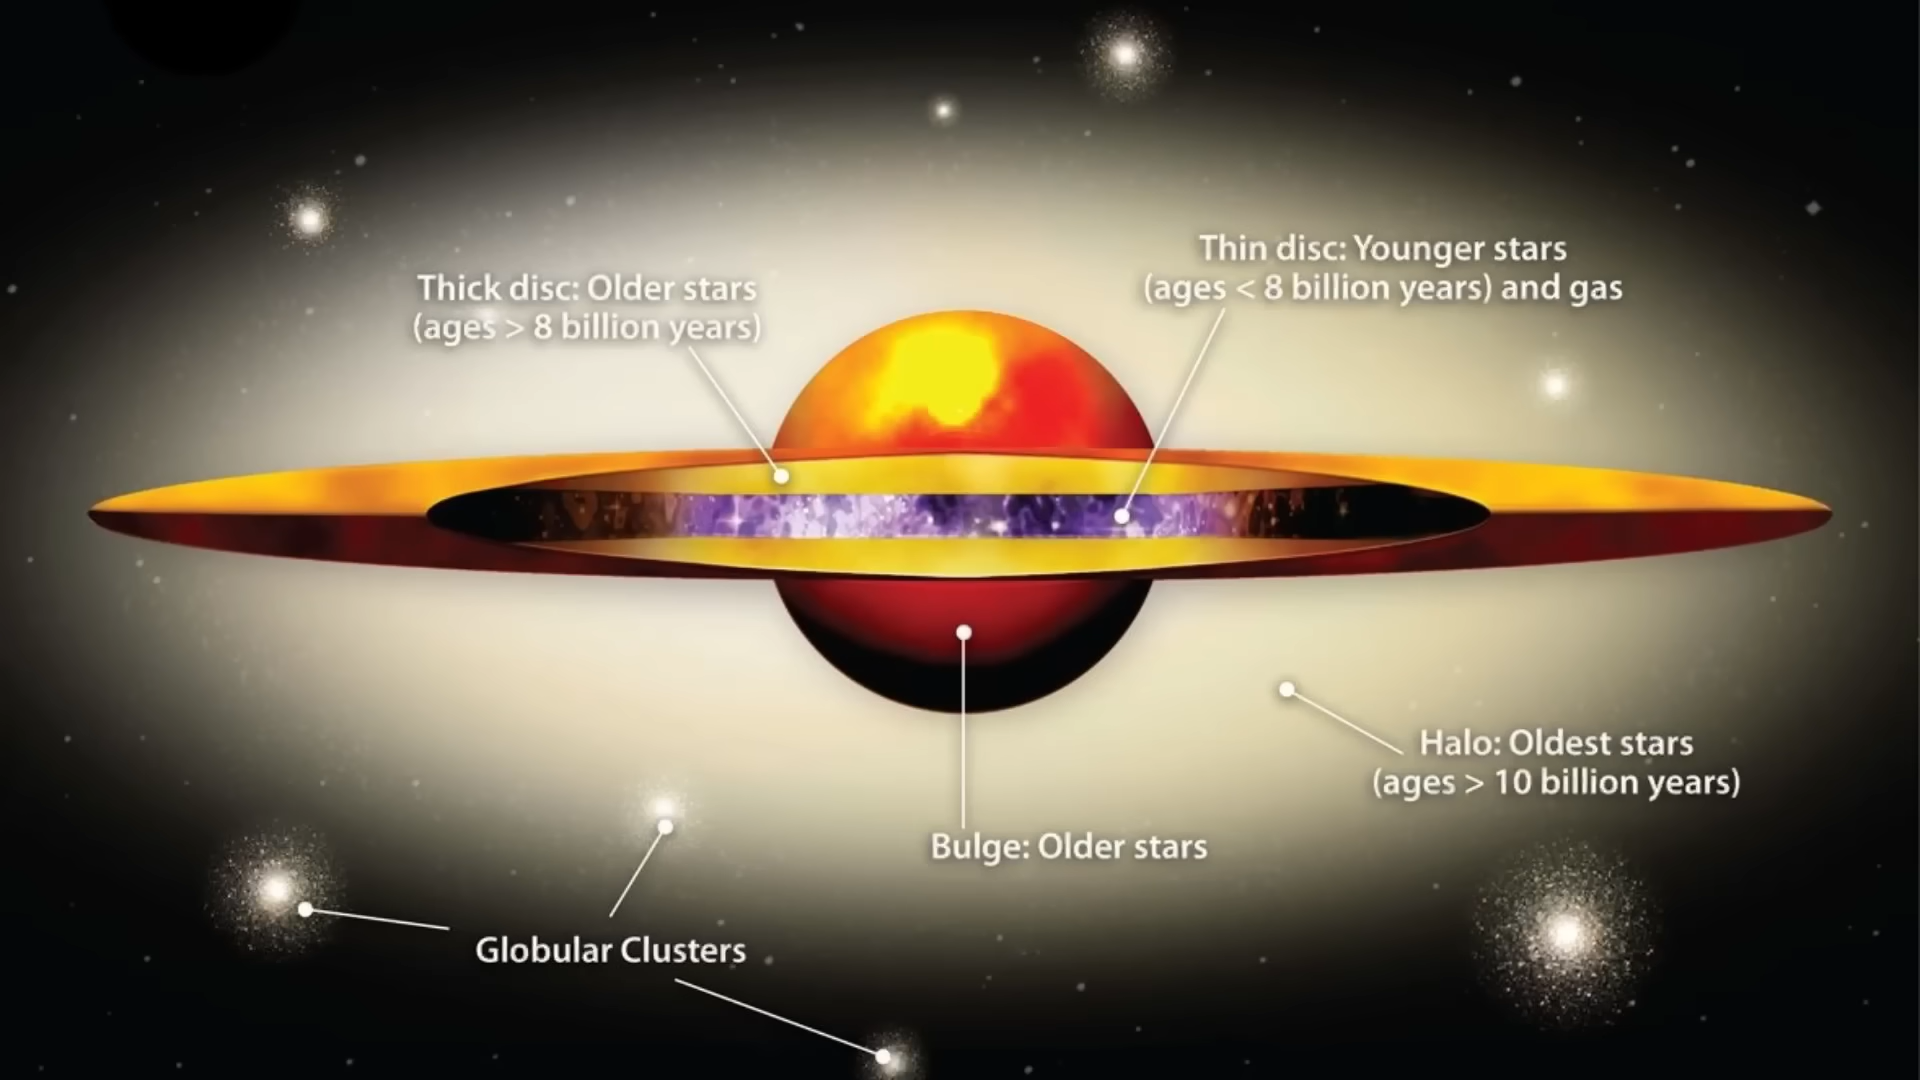 Thin disc: Younger stars
(ages < 8 billion years) and gas
Thick disc: Older stars
(ages > 8 billion years)
Halo: Oldest stars
(ages > 10 billion years)
Bulge: Older stars
Globular Clusters